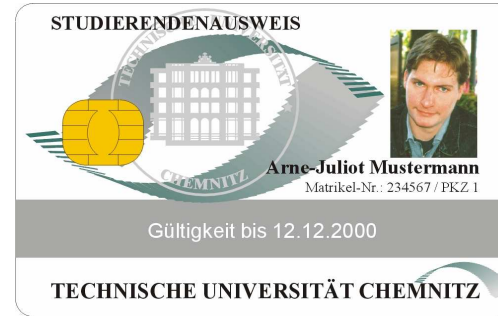 STUDIERENDENAUSWEIS
TECHNISCHE UNIVERSITÄT
CHEMNITZ
Arne-Juliot Mustermann
Matrikel-Nr.: 234567 / PKZ 1
Gültigkeit bis 12.12.2000
TECHNISCHE UNIVERSITÄT CHEMNITZ